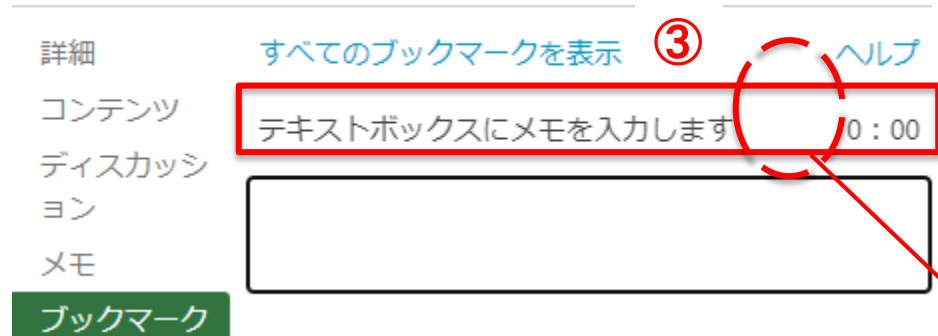 詳細
コンテンツ
ディスカッシ
ョン
メモ
ブックマーク
すべてのブックマークを表示
③
ヘルプ
テキストボックスにメモを入力します
0:00